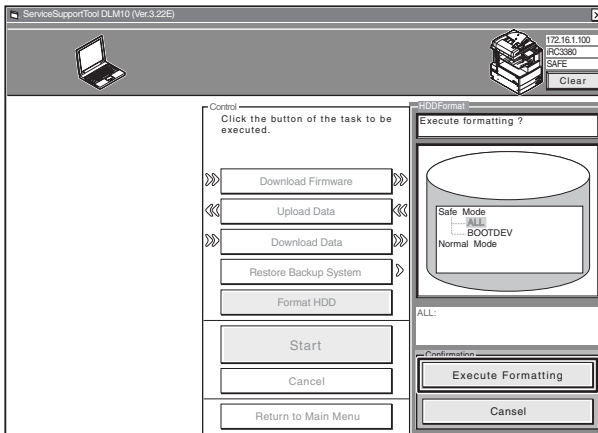 ServiceSupportTool DLM10 (Ver.3.22E)
172.16.1.100
iRC3380
SAFE
Clear
Control
Click the button of the task to be
executed.
Download Firmware
Upload Data
Download Data
Restore Backup System
Format HDD
Start
Cancel
Return to Main Menu
HDDFormat
Execute formatting ?
Safe Mode
ALL
BOOTDEV
Normal Mode
ALL:
Confirmation
Execute Formatting
Cansel